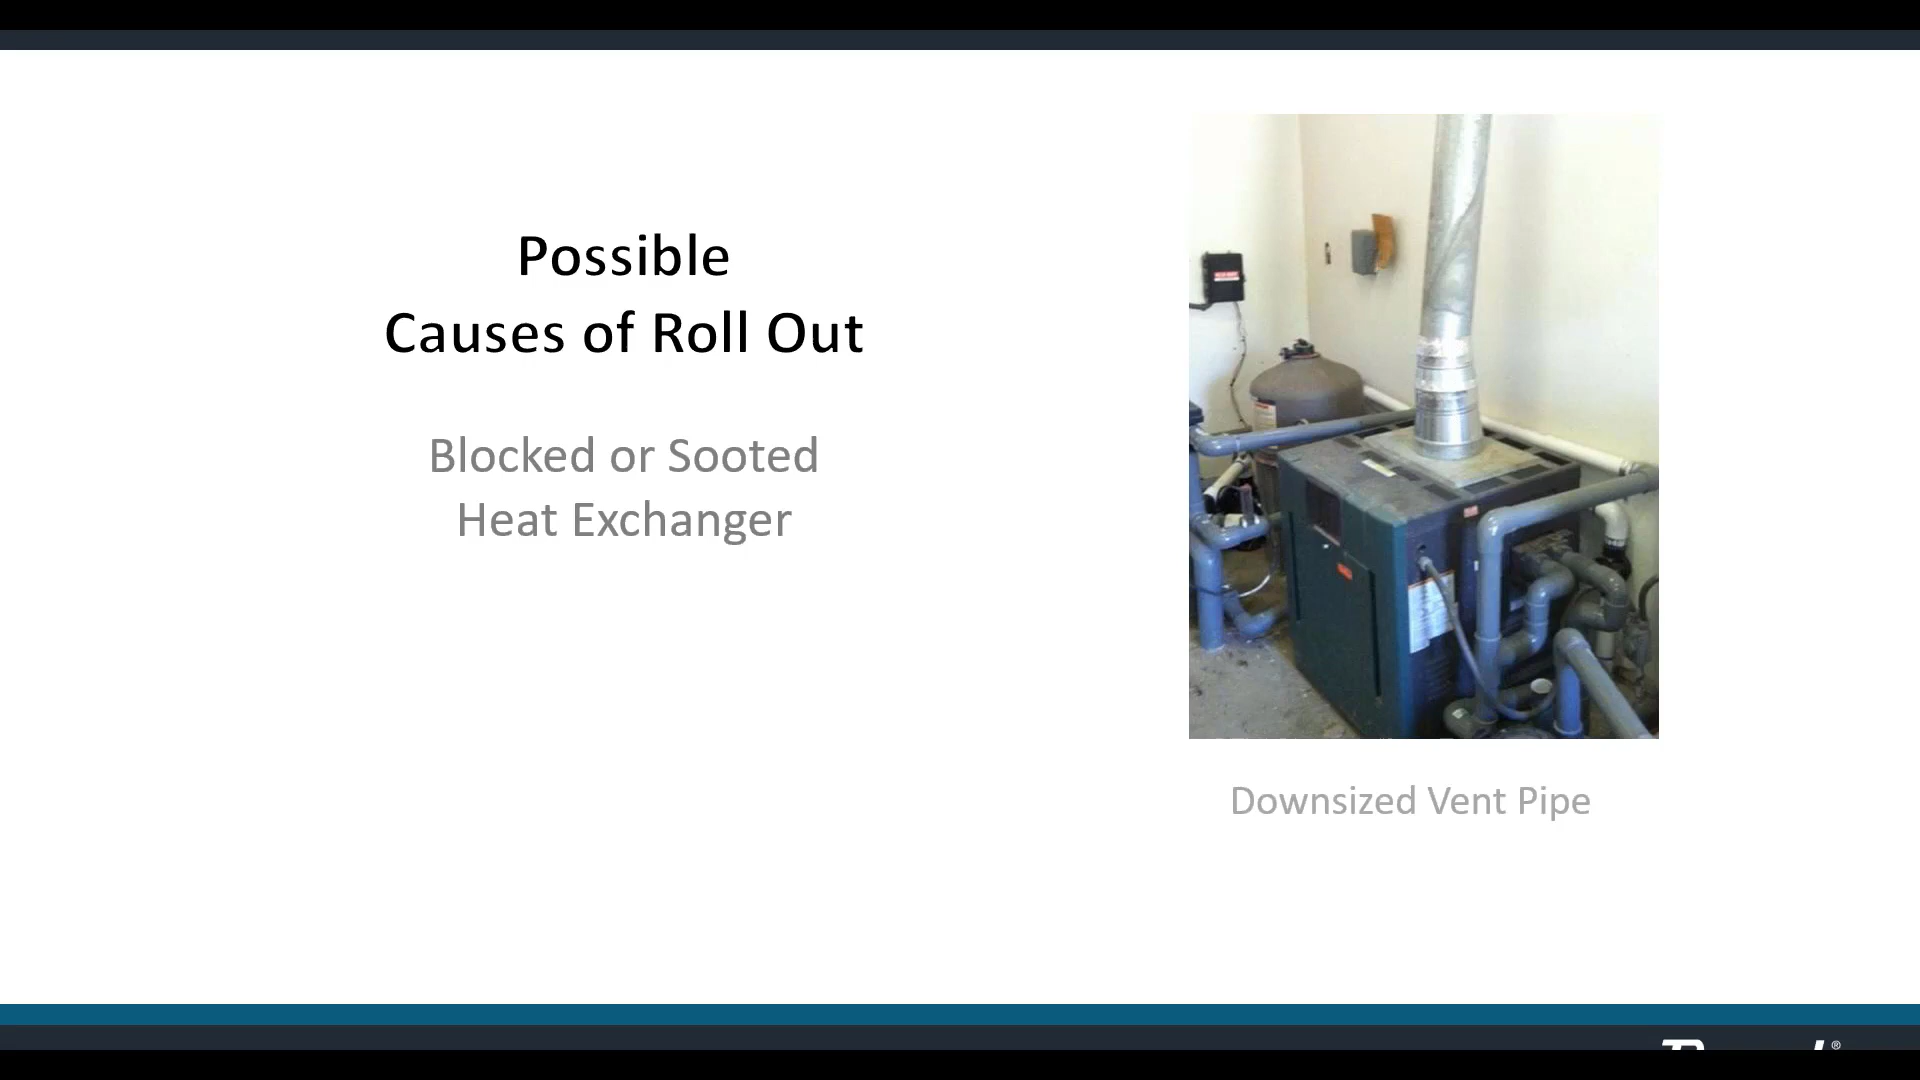 Possible
Causes of Roll Out
Blocked or Sooted
Heat Exchanger
Downsized Vent Pipe